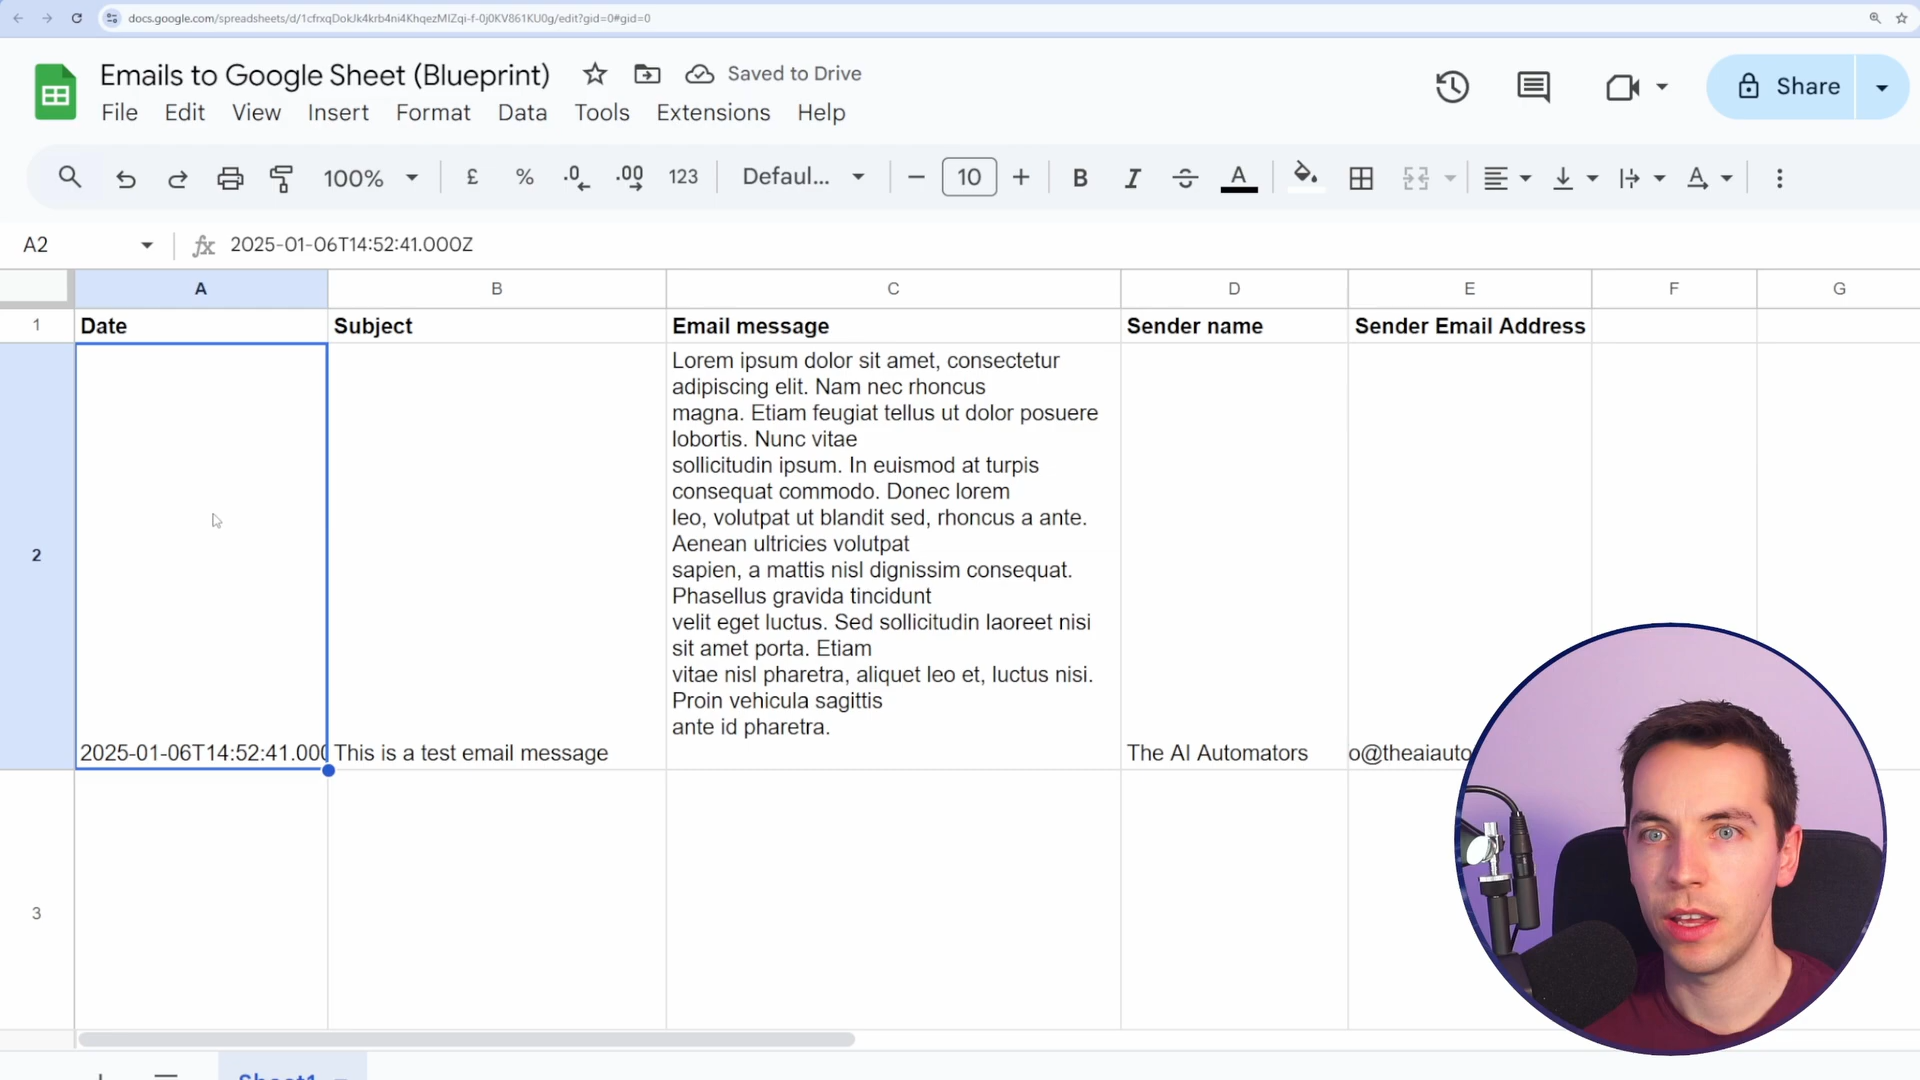 docs.google.com/spreadsheets/d/1cfrxqDokJk4krb4ni4KhqezMIZqi-f-0j0KV861KU0g/edit?gid=0#gid=0
Emails to Google Sheet (Blueprint)
Saved to Drive
Share
File Edit View Insert Format Data Tools Extensions Help
100% £ % .0 .00 123 Defaul... 10 B I A
A2 fx 2025-01-06T14:52:41.000Z
A B C D E F G
1 Date Subject Email message Sender name Sender Email Address
Lorem ipsum dolor sit amet, consectetur
adipiscing elit. Nam nec rhoncus
magna. Etiam feugiat tellus ut dolor posuere
lobortis. Nunc vitae
sollicitudin ipsum. In euismod at turpis
consequat commodo. Donec lorem
leo, volutpat ut blandit sed, rhoncus a ante.
Aenean ultricies volutpat
sapien, a mattis nisl dignissim consequat.
Phasellus gravida tincidunt
velit eget luctus. Sed sollicitudin laoreet nisi
sit amet porta. Etiam
vitae nisl pharetra, aliquet leo et, luctus nisi.
Proin vehicula sagittis
ante id pharetra.
2
2025-01-06T14:52:41.000 This is a test email message The AI Automators o@theaiauto
3
Sheet1